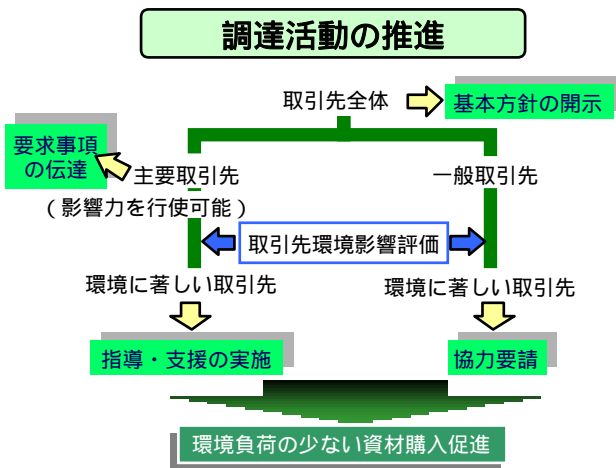 調達活動の推進
取引先全体
基本方針の開示
要求事項
の伝達
主要取引先
一般取引先
(影響力を行使可能)
取引先環境影響評価
環境に著しい取引先
環境に著しい取引先
指導・支援の実施
協力要請
環境負荷の少ない資材購入促進